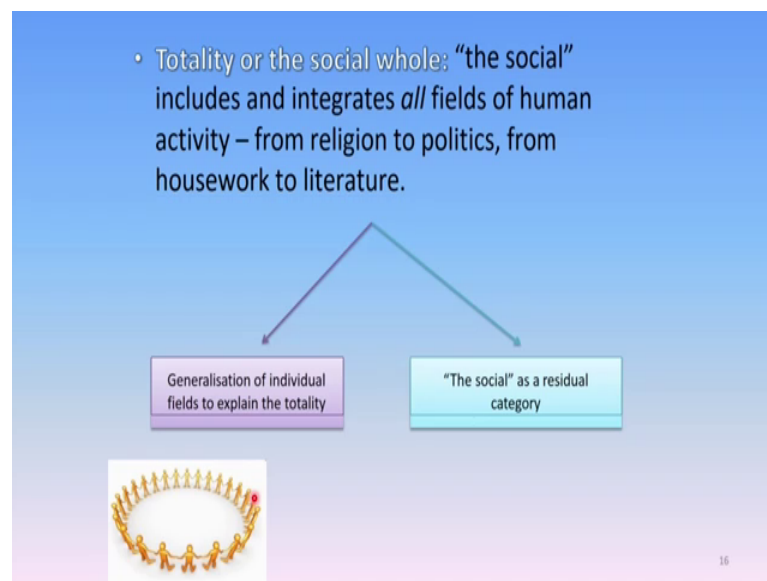 • Totality or the social whole: “the social”
includes and integrates all fields of human
activity – from religion to politics, from
housework to literature.
Generalisation of individual
fields to explain the totality
“The social” as a residual
category
16